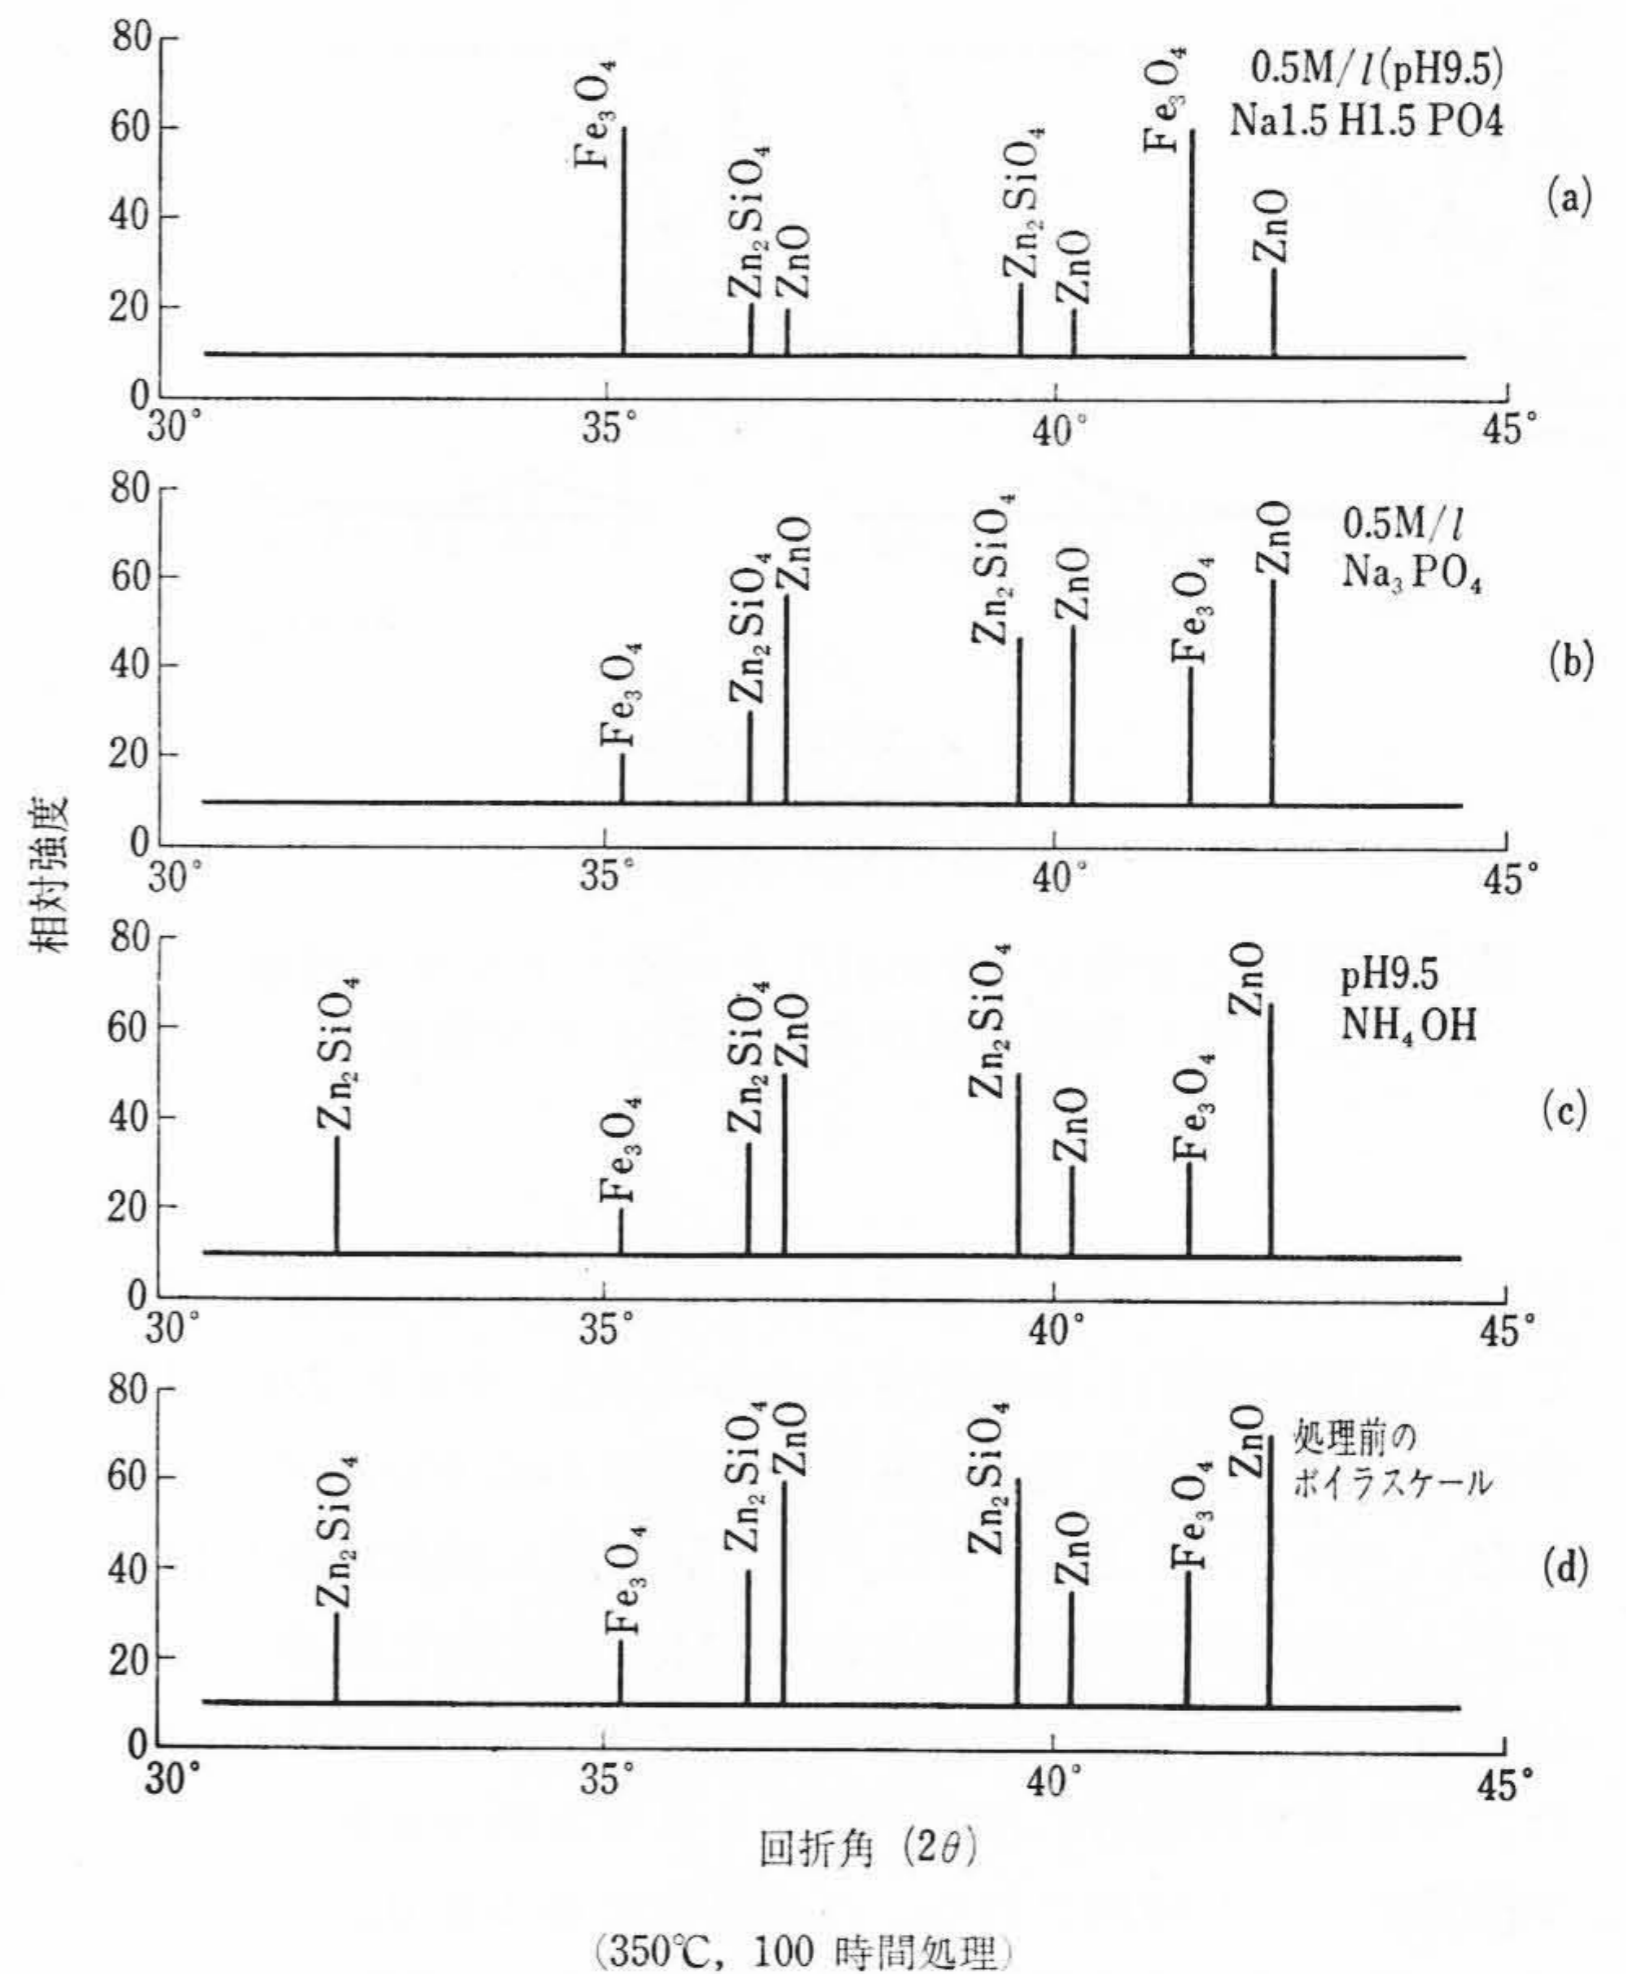 相対強度
80
60
40
20
0
30° 35° 40° 45°
Fe₃O₄
Zn₂SiO₄
ZnO
Zn₂SiO₄
ZnO
Fe₃O₄
ZnO
0.5M/l(pH9.5)
Na1.5 H1.5 PO4
(a)
80
60
40
20
0
30° 35° 40° 45°
Fe₃O₄
Zn₂SiO₄
ZnO
Zn₂SiO₄
ZnO
Fe₃O₄
ZnO
0.5M/l
Na₃PO₄
(b)
80
60
40
20
0
30° 35° 40° 45°
Zn₂SiO₄
Fe₃O₄
Zn₂SiO₄
ZnO
Zn₂SiO₄
ZnO
Fe₃O₄
ZnO
pH9.5
NH₄OH
(c)
80
60
40
20
0
30° 35° 40° 45°
Zn₂SiO₄
Fe₃O₄
Zn₂SiO₄
ZnO
Zn₂SiO₄
ZnO
Fe₃O₄
ZnO
処理前の
ボイラスケール
(d)
回折角 (2θ)
(350℃, 100 時間処理)